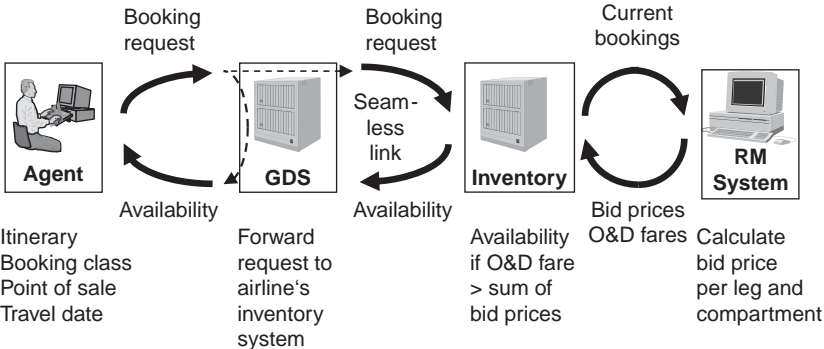 Booking
request
Booking
request
Current
bookings
Seam-
less
link
Agent
GDS
Inventory
RM
System
Availability
Availability
Bid prices
O&D fares
Itinerary
Booking class
Point of sale
Travel date
Forward
request to
airline‘s
inventory
system
Availability
if O&D fare
> sum of
bid prices
Calculate
bid price
per leg and
compartment